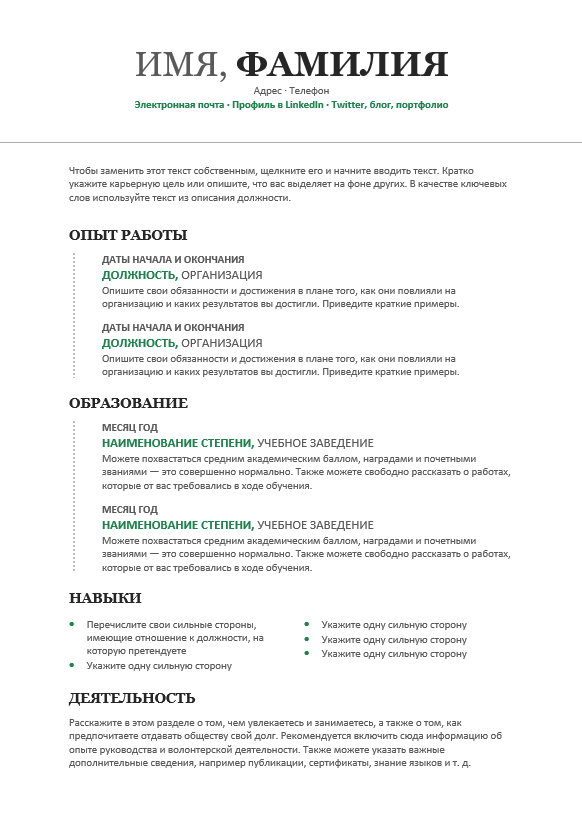 ИМЯ, ФАМИЛИЯ
Адрес · Телефон
Электронная почта · Профиль в LinkedIn · Twitter, блог, портфолио
Чтобы заменить этот текст собственным, щелкните его и начните вводить текст. Кратко
укажите карьерную цель или опишите, что вас выделяет на фоне других. В качестве ключевых
слов используйте текст из описания должности.
ОПЫТ РАБОТЫ
ДАТЫ НАЧАЛА И ОКОНЧАНИЯ
ДОЛЖНОСТЬ, ОРГАНИЗАЦИЯ
Опишите свои обязанности и достижения в плане того, как они повлияли на
организацию и каких результатов вы достигли. Приведите краткие примеры.
ДАТЫ НАЧАЛА И ОКОНЧАНИЯ
ДОЛЖНОСТЬ, ОРГАНИЗАЦИЯ
Опишите свои обязанности и достижения в плане того, как они повлияли на
организацию и каких результатов вы достигли. Приведите краткие примеры.
ОБРАЗОВАНИЕ
МЕСЯЦ ГОД
НАИМЕНОВАНИЕ СТЕПЕНИ, УЧЕБНОЕ ЗАВЕДЕНИЕ
Можете похвастаться средним академическим баллом, наградами и почетными
званиями — это совершенно нормально. Также можете свободно рассказать о работах,
которые от вас требовались в ходе обучения.
МЕСЯЦ ГОД
НАИМЕНОВАНИЕ СТЕПЕНИ, УЧЕБНОЕ ЗАВЕДЕНИЕ
Можете похвастаться средним академическим баллом, наградами и почетными
званиями — это совершенно нормально. Также можете свободно рассказать о работах,
которые от вас требовались в ходе обучения.
НАВЫКИ
• Перечислите свои сильные стороны,
имеющие отношение к должности, на
которую претендуете
• Укажите одну сильную сторону
• Укажите одну сильную сторону
• Укажите одну сильную сторону
• Укажите одну сильную сторону
ДЕЯТЕЛЬНОСТЬ
Расскажите в этом разделе о том, чем увлекаетесь и занимаетесь, а также о том, как
предпочитаете отдавать обществу свой долг. Рекомендуется включить сюда информацию об
опыте руководства и волонтерской деятельности. Также можете указать важные
дополнительные сведения, например публикации, сертификаты, знание языков и т. д.